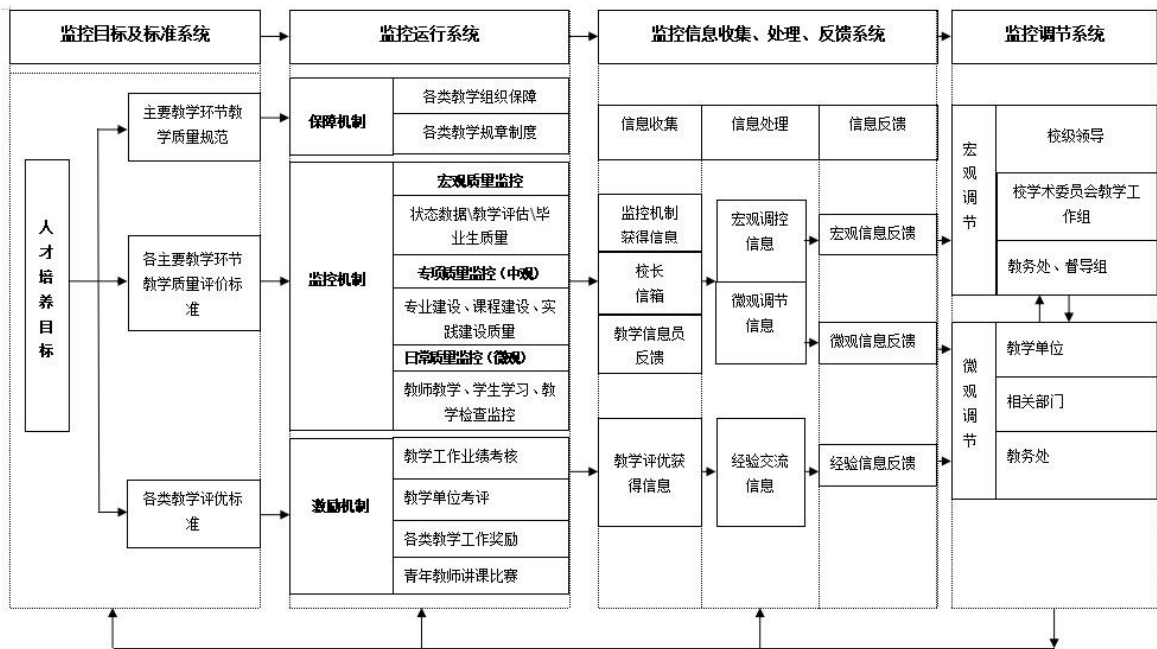 监控目标及标准系统
监控运行系统
监控信息收集、处理、反馈系统
监控调节系统
人
才
培
养
目
标
主要教学环节教
学质量规范
各主要教学环节
教学质量评价标
准
各类教学评优标
准
保障机制
各类教学组织保障
各类教学规章制度
监控机制
宏观质量监控
状态数据\教学评估\毕
业生质量
专项质量监控（中观）
专业建设、课程建设、实
践建设质量
日常质量监控（微观）
教师教学、学生学习、教
学检查监控
激励机制
教学工作业绩考核
教学单位考评
各类教学工作奖励
青年教师讲课比赛
信息收集
信息处理
信息反馈
监控机制
获得信息
校长
信箱
教学信息员
反馈
宏观调控
信息
微观调节
信息
宏观信息反馈
微观信息反馈
教学评优获
得信息
经验交流
信息
经验信息反馈
宏
观
调
节
校级领导
校学术委员会教学工
作组
教务处、督导组
微
观
调
节
教学单位
相关部门
教务处